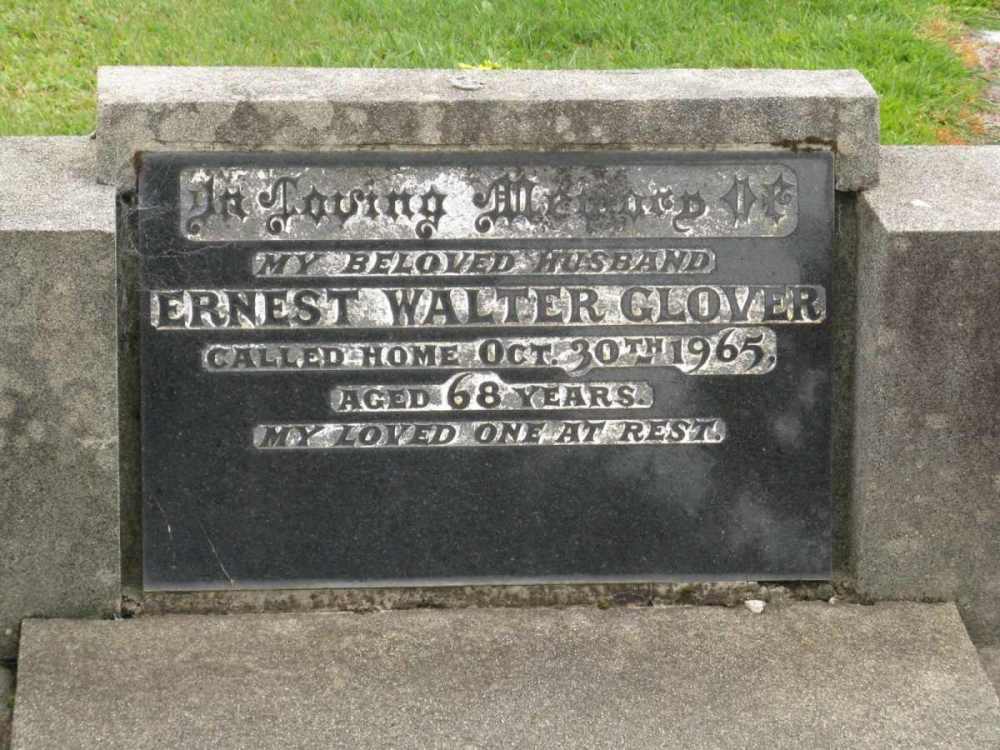 In Loving Memory Of
MY BELOVED HUSBAND
ERNEST WALTER GLOVER
CALLED HOME OCT. 30TH 1965,
AGED 68 YEARS.
MY LOVED ONE AT REST.